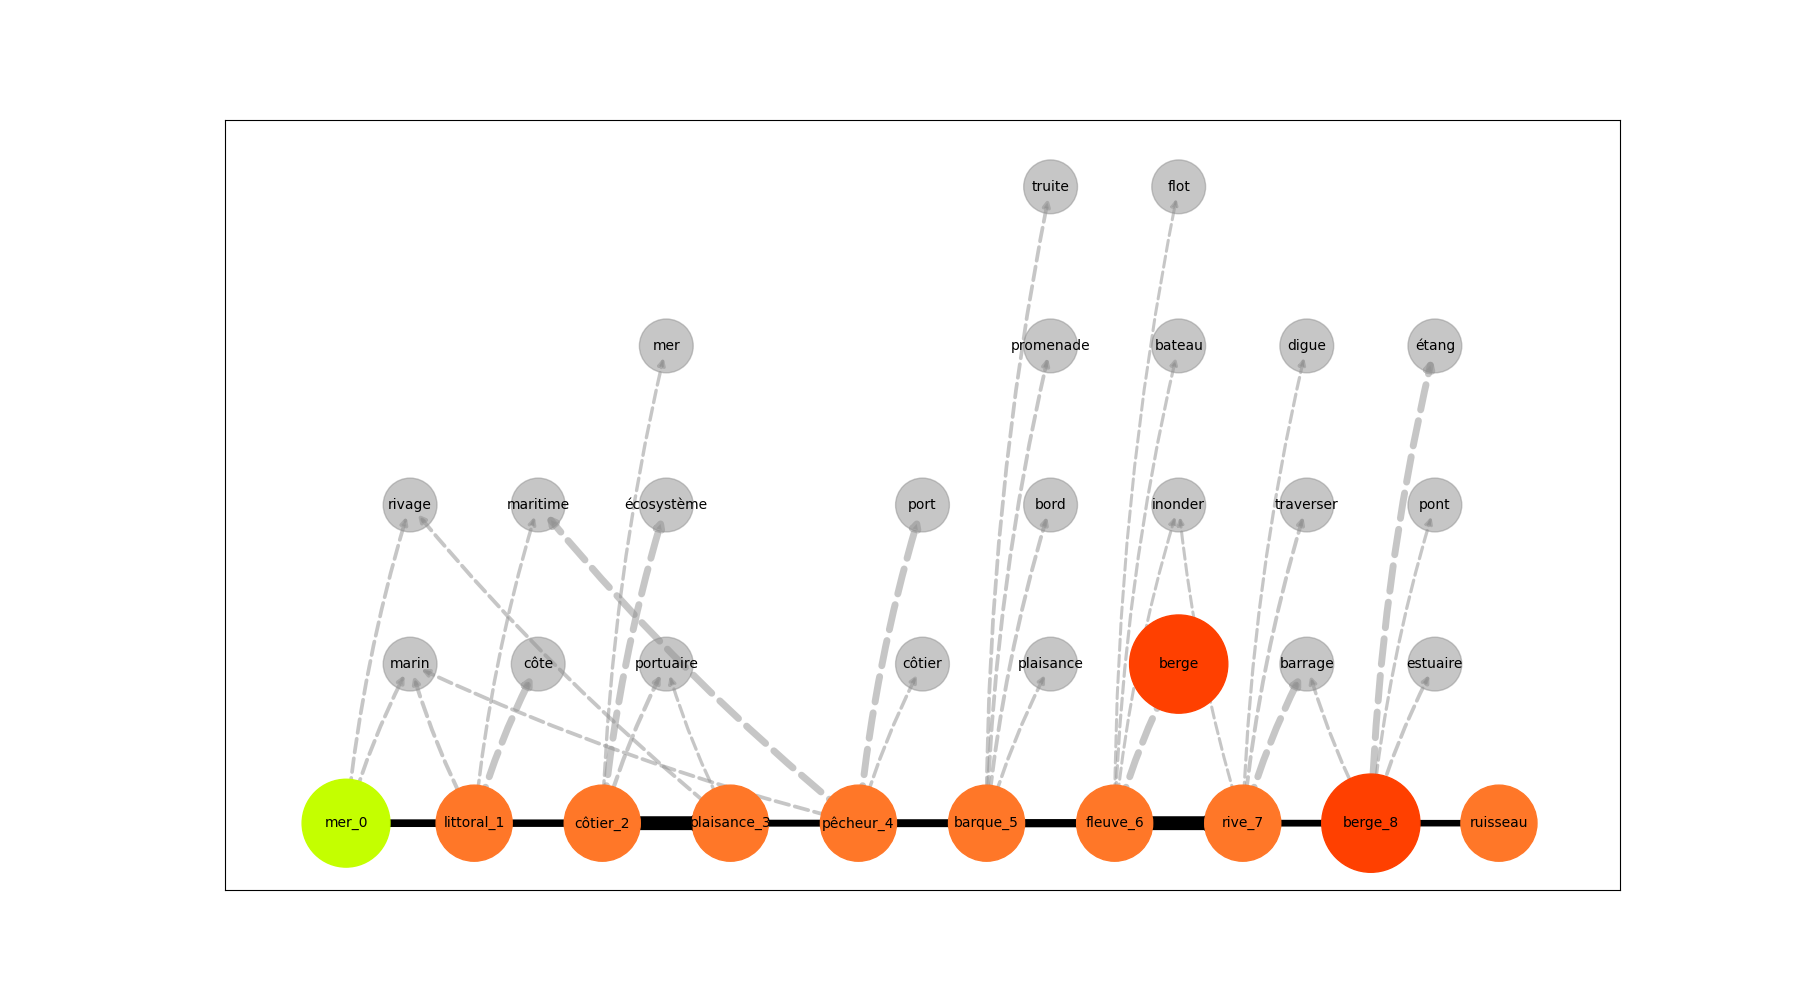 truite flot
mer promenade bateau digue étang
rivage maritime écosystème port bord inonder traverser pont
marin côte portuaire côtier plaisance berge barrage estuaire
mer_0 littoral_1 côtier_2 plaisance_3 pêcheur_4 barque_5 fleuve_6 rive_7 berge_8 ruisseau